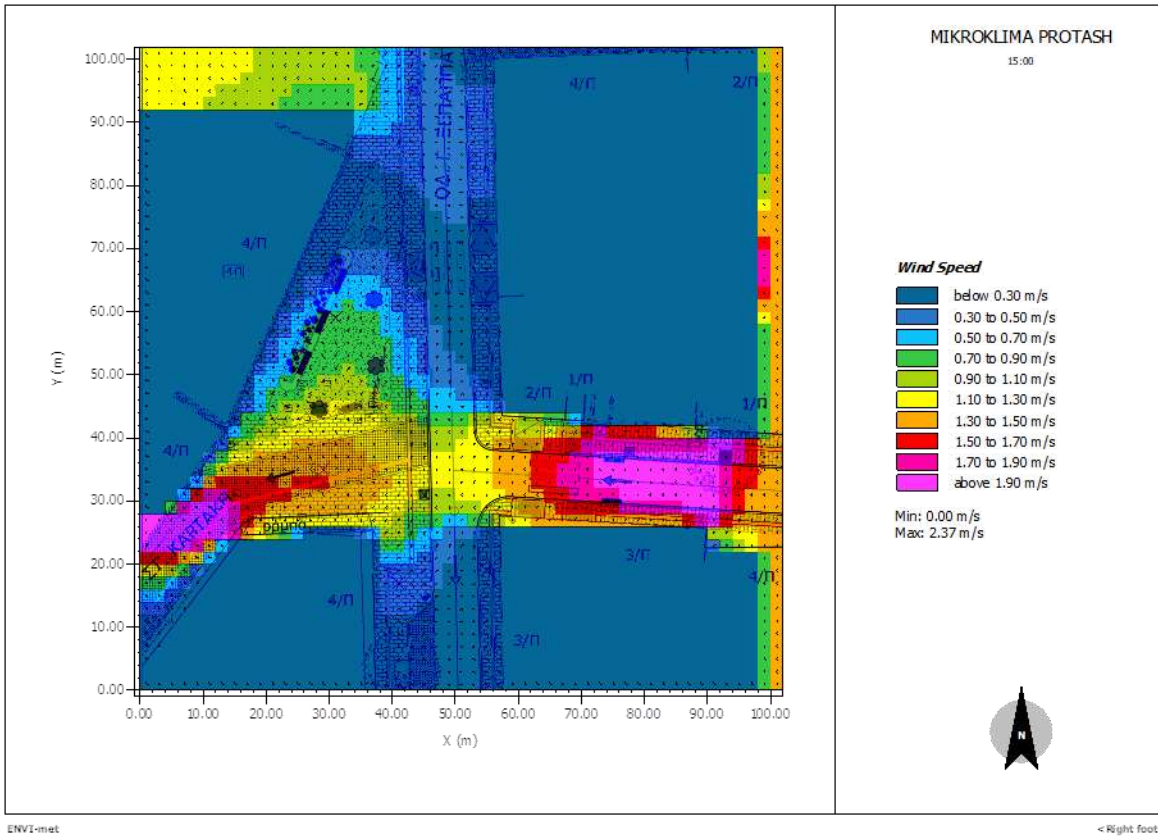 MIKROKLIMA PROTASH
15:00
100.00
90.00
80.00
70.00
60.00
50.00
40.00
30.00
20.00
10.00
0.00
Y (m)
0.00 10.00 20.00 30.00 40.00 50.00 60.00 70.00 80.00 90.00 100.00
X (m)
4/Π
2/Π
4/Π
4Π
4/Π
2/Π
1/Π
1/Π
3/Π
4/Π
4/Π
3/Π
Wind Speed
below 0.30 m/s
0.30 to 0.50 m/s
0.50 to 0.70 m/s
0.70 to 0.90 m/s
0.90 to 1.10 m/s
1.10 to 1.30 m/s
1.30 to 1.50 m/s
1.50 to 1.70 m/s
1.70 to 1.90 m/s
above 1.90 m/s
Min: 0.00 m/s
Max: 2.37 m/s
N
ENVI-met
< Right foot